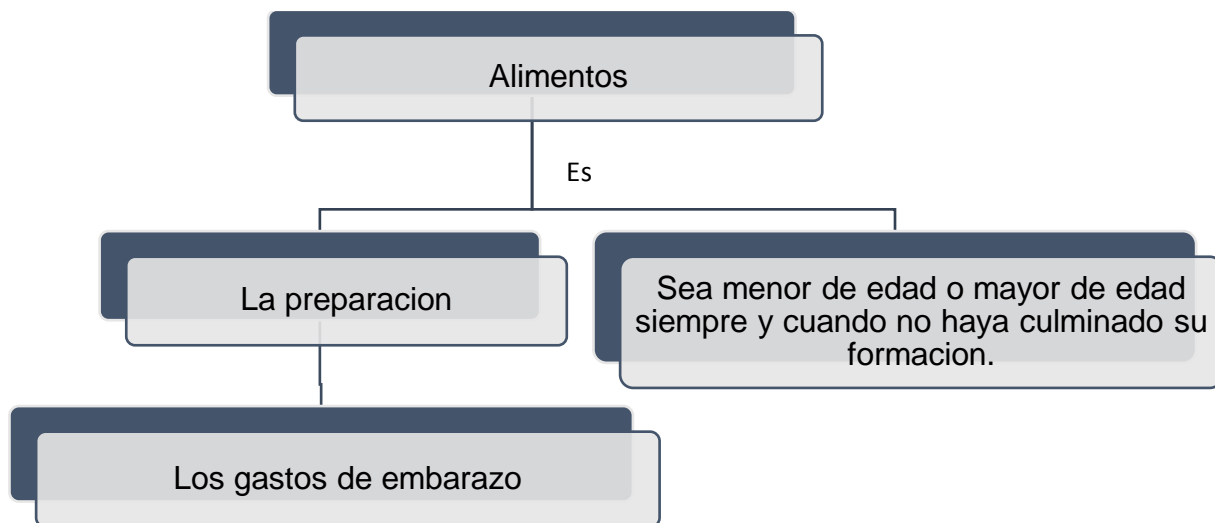 Alimentos
Es
La preparacion
Sea menor de edad o mayor de edad
siempre y cuando no haya culminado su
formacion.
Los gastos de embarazo